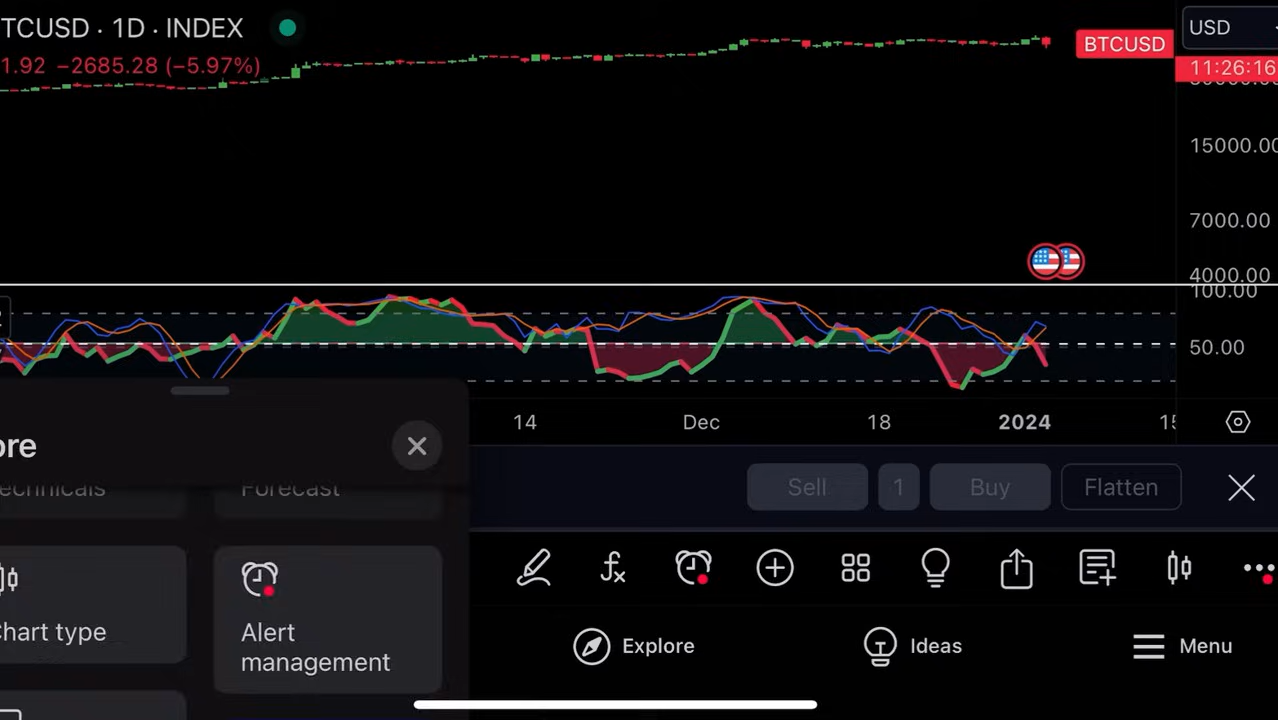 TCUSD · 1D · INDEX
1.92 −2685.28 (−5.97%)
BTCUSD
USD
11:26:16
15000.00
7000.00
4000.00
100.00
50.00
14
Dec
18
2024
15
ore
echnicals
Forecast
Sell
1
Buy
Flatten
hart type
Alert
management
Explore
Ideas
Menu